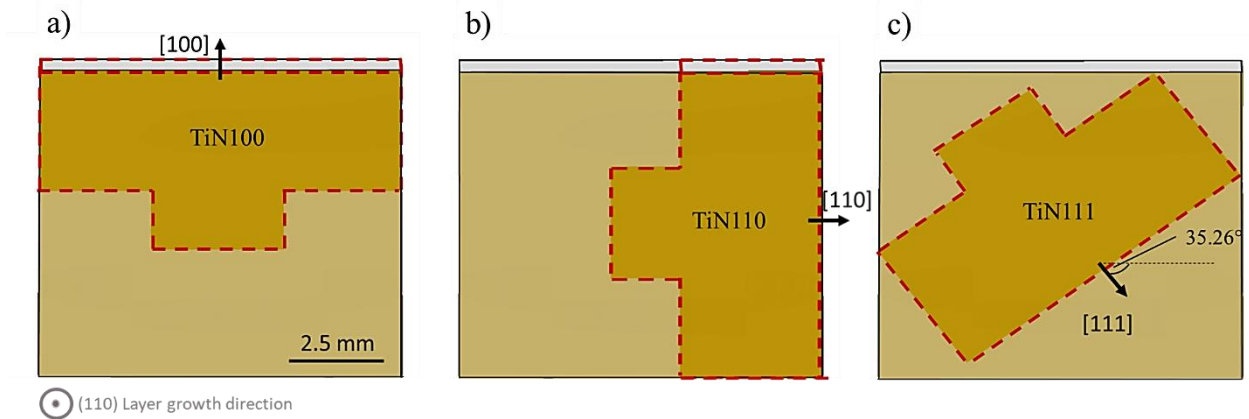 a)
[100]
TiN100
2.5 mm
(110) Layer growth direction
b)
TiN110
[110]
c)
TiN111
35.26°
[111]